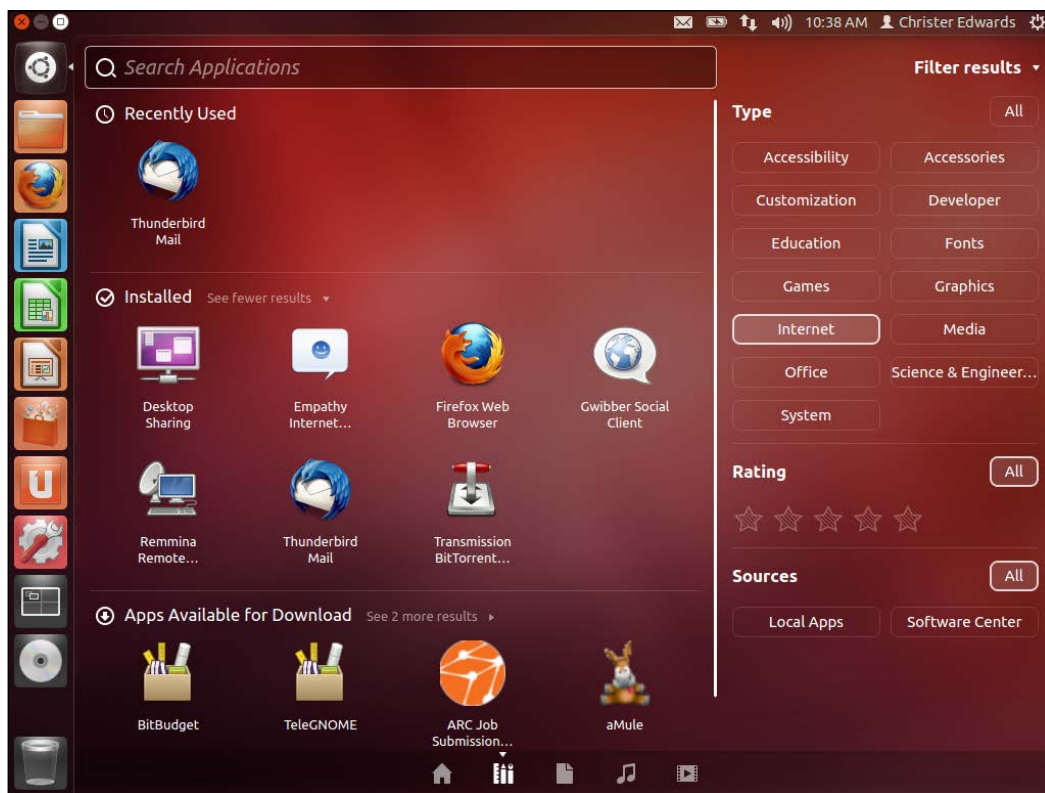 10:38 AM Christer Edwards
Search Applications
Filter results
Recently Used
Thunderbird
Mail
Installed See fewer results
Desktop
Sharing
Empathy
Internet...
Firefox Web
Browser
Gwibber Social
Client
Remmina
Remote...
Thunderbird
Mail
Transmission
BitTorrent...
Apps Available for Download See 2 more results
BitBudget
TeleGNOME
ARC Job
Submission...
aMule
Type All
Accessibility Accessories
Customization Developer
Education Fonts
Games Graphics
Internet Media
Office Science & Engineer...
System
Rating All
Sources All
Local Apps Software Center